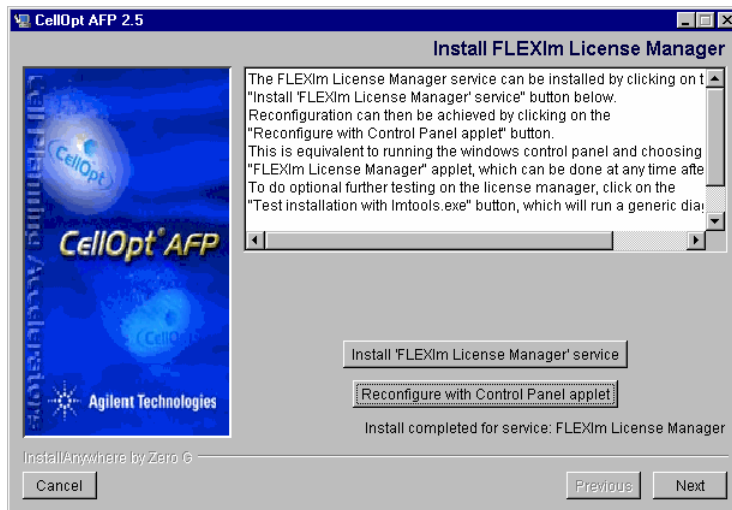 CellOpt AFP 2.5
Install FLEXlm License Manager
The FLEXlm License Manager service can be installed by clicking on t
"Install 'FLEXlm License Manager' service" button below.
Reconfiguration can then be achieved by clicking on the
"Reconfigure with Control Panel applet" button.
This is equivalent to running the windows control panel and choosing
"FLEXlm License Manager" applet, which can be done at any time afte
To do optional further testing on the license manager, click on the
"Test installation with lmtools.exe" button, which will run a generic dia
Cell Planning Accelerators
CellOpt
CellOpt AFP
CellOpt
Agilent Technologies
Install 'FLEXlm License Manager' service
Reconfigure with Control Panel applet
Install completed for service: FLEXlm License Manager
InstallAnywhere by Zero G
Cancel
Previous
Next